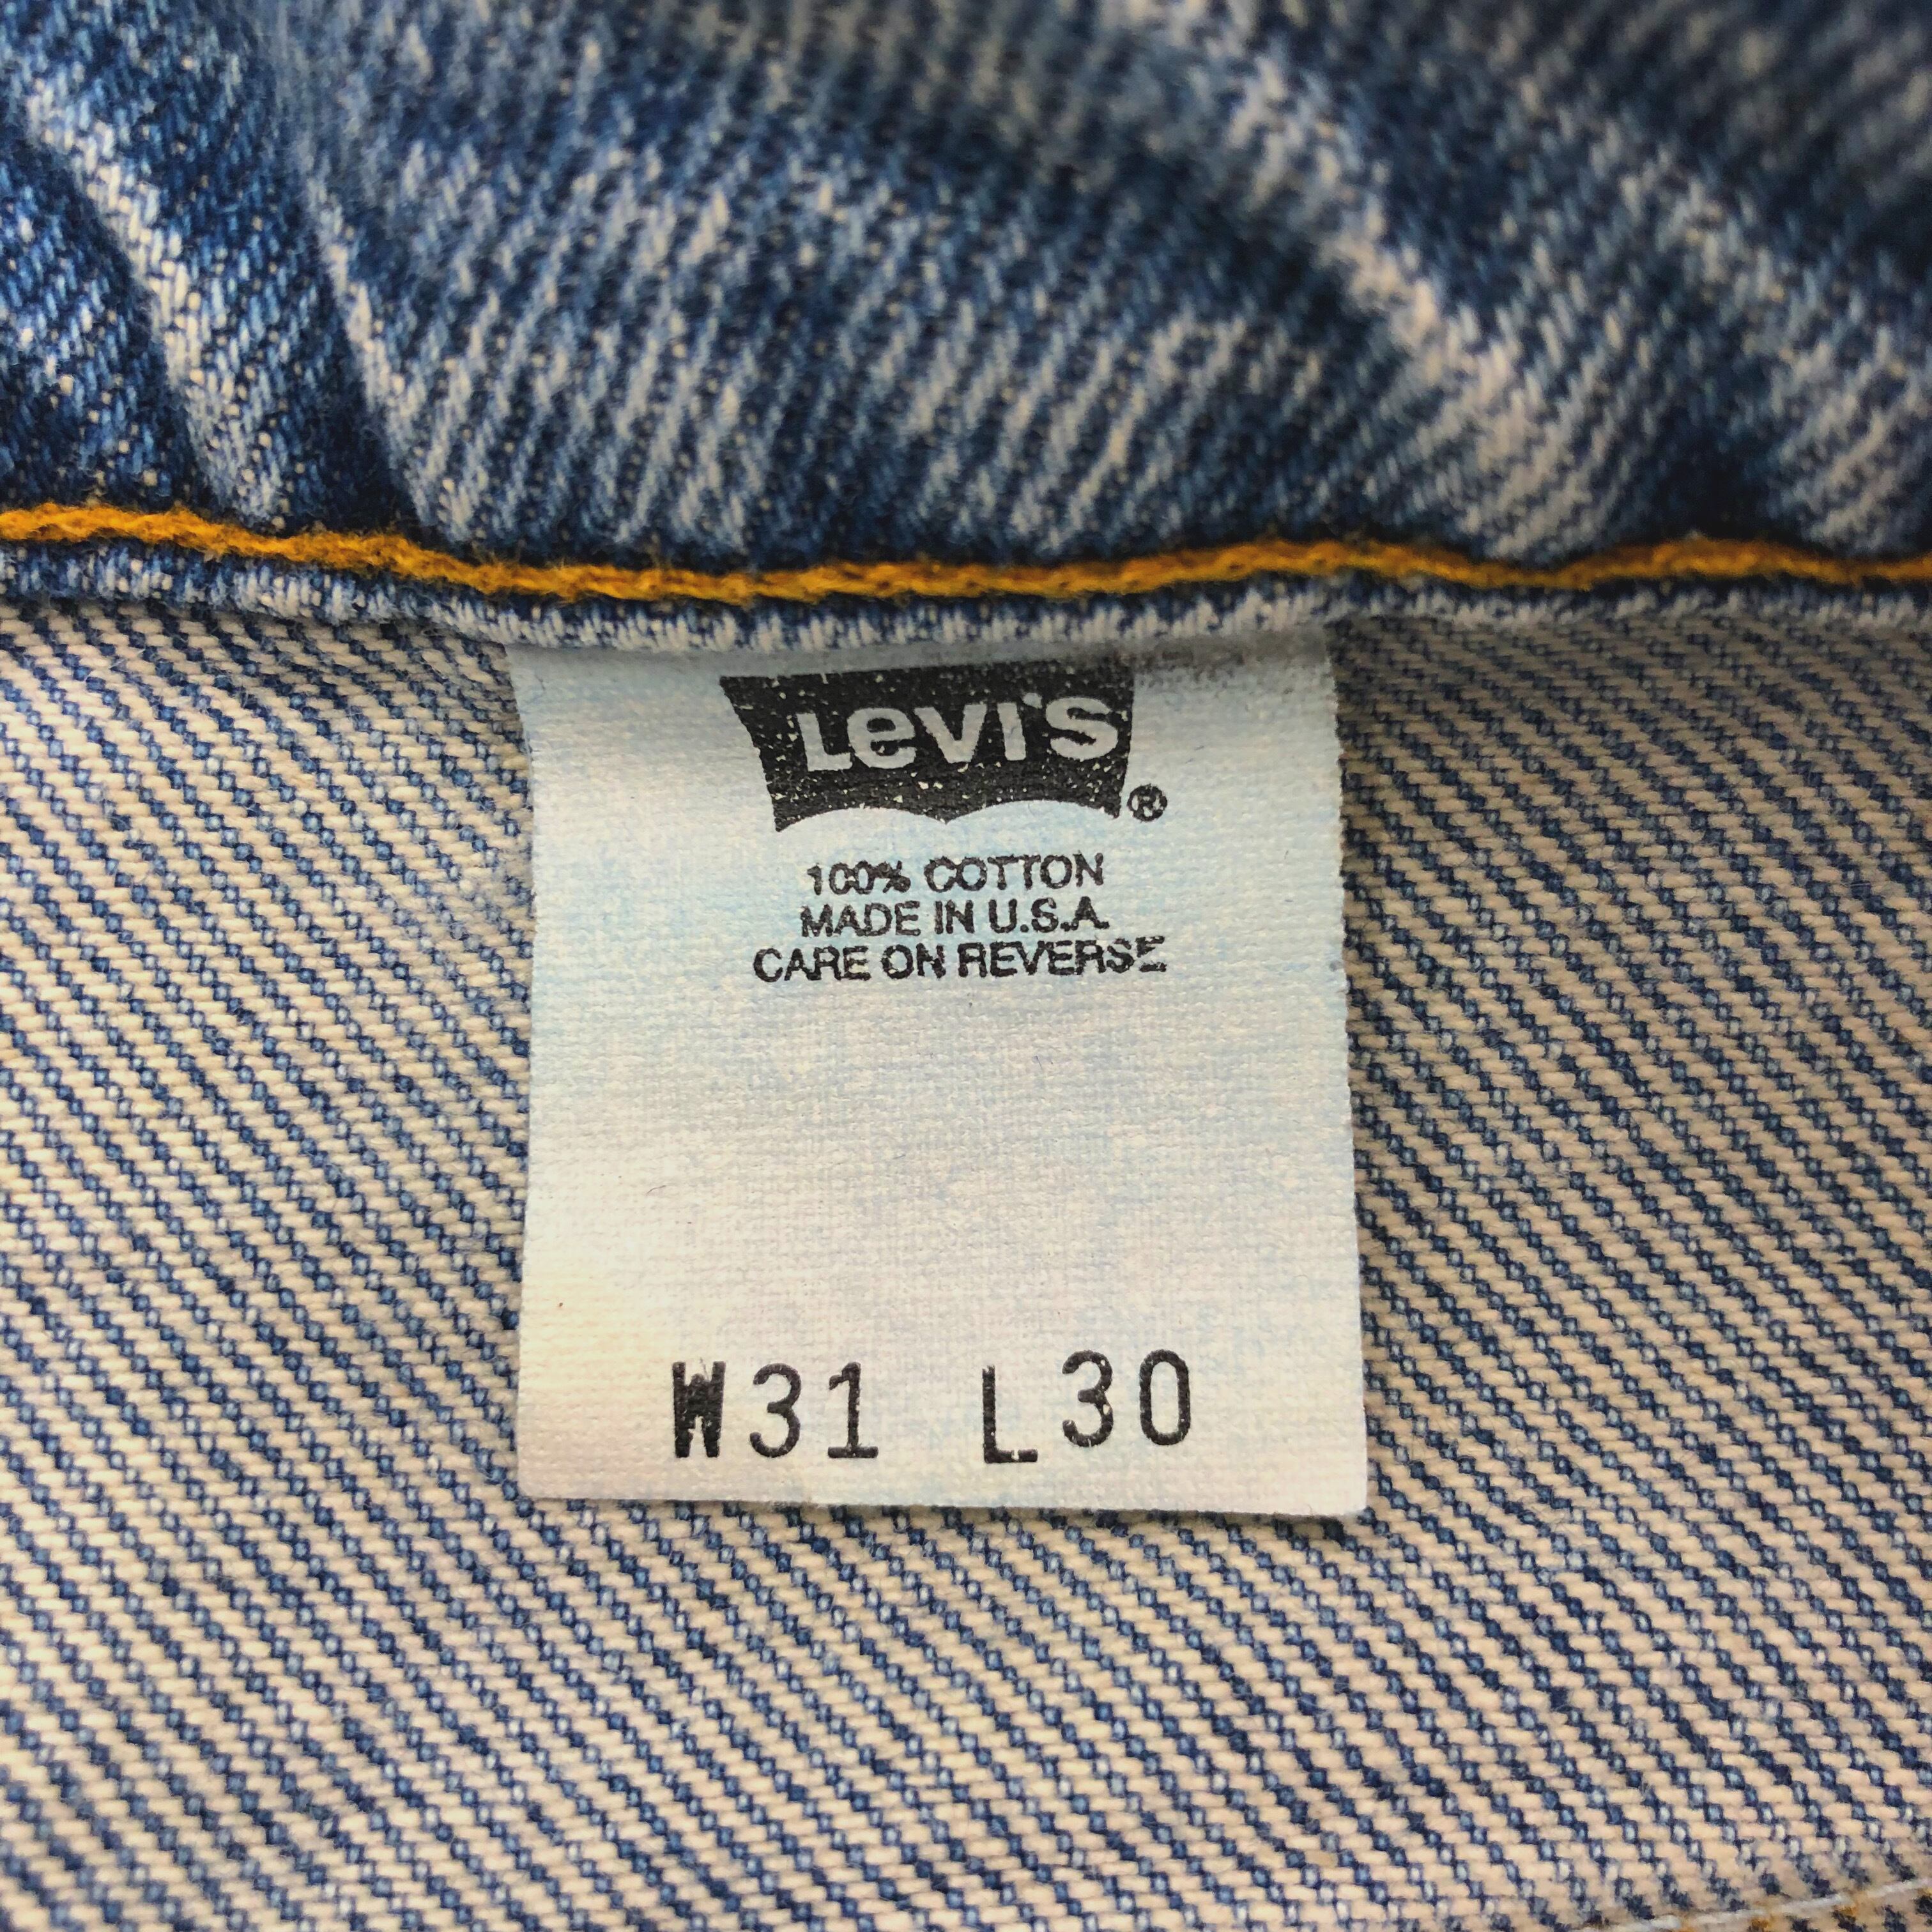 Levi's
®
100% COTTON
MADE IN U.S.A.
CARE ON REVERSE
W31 L30